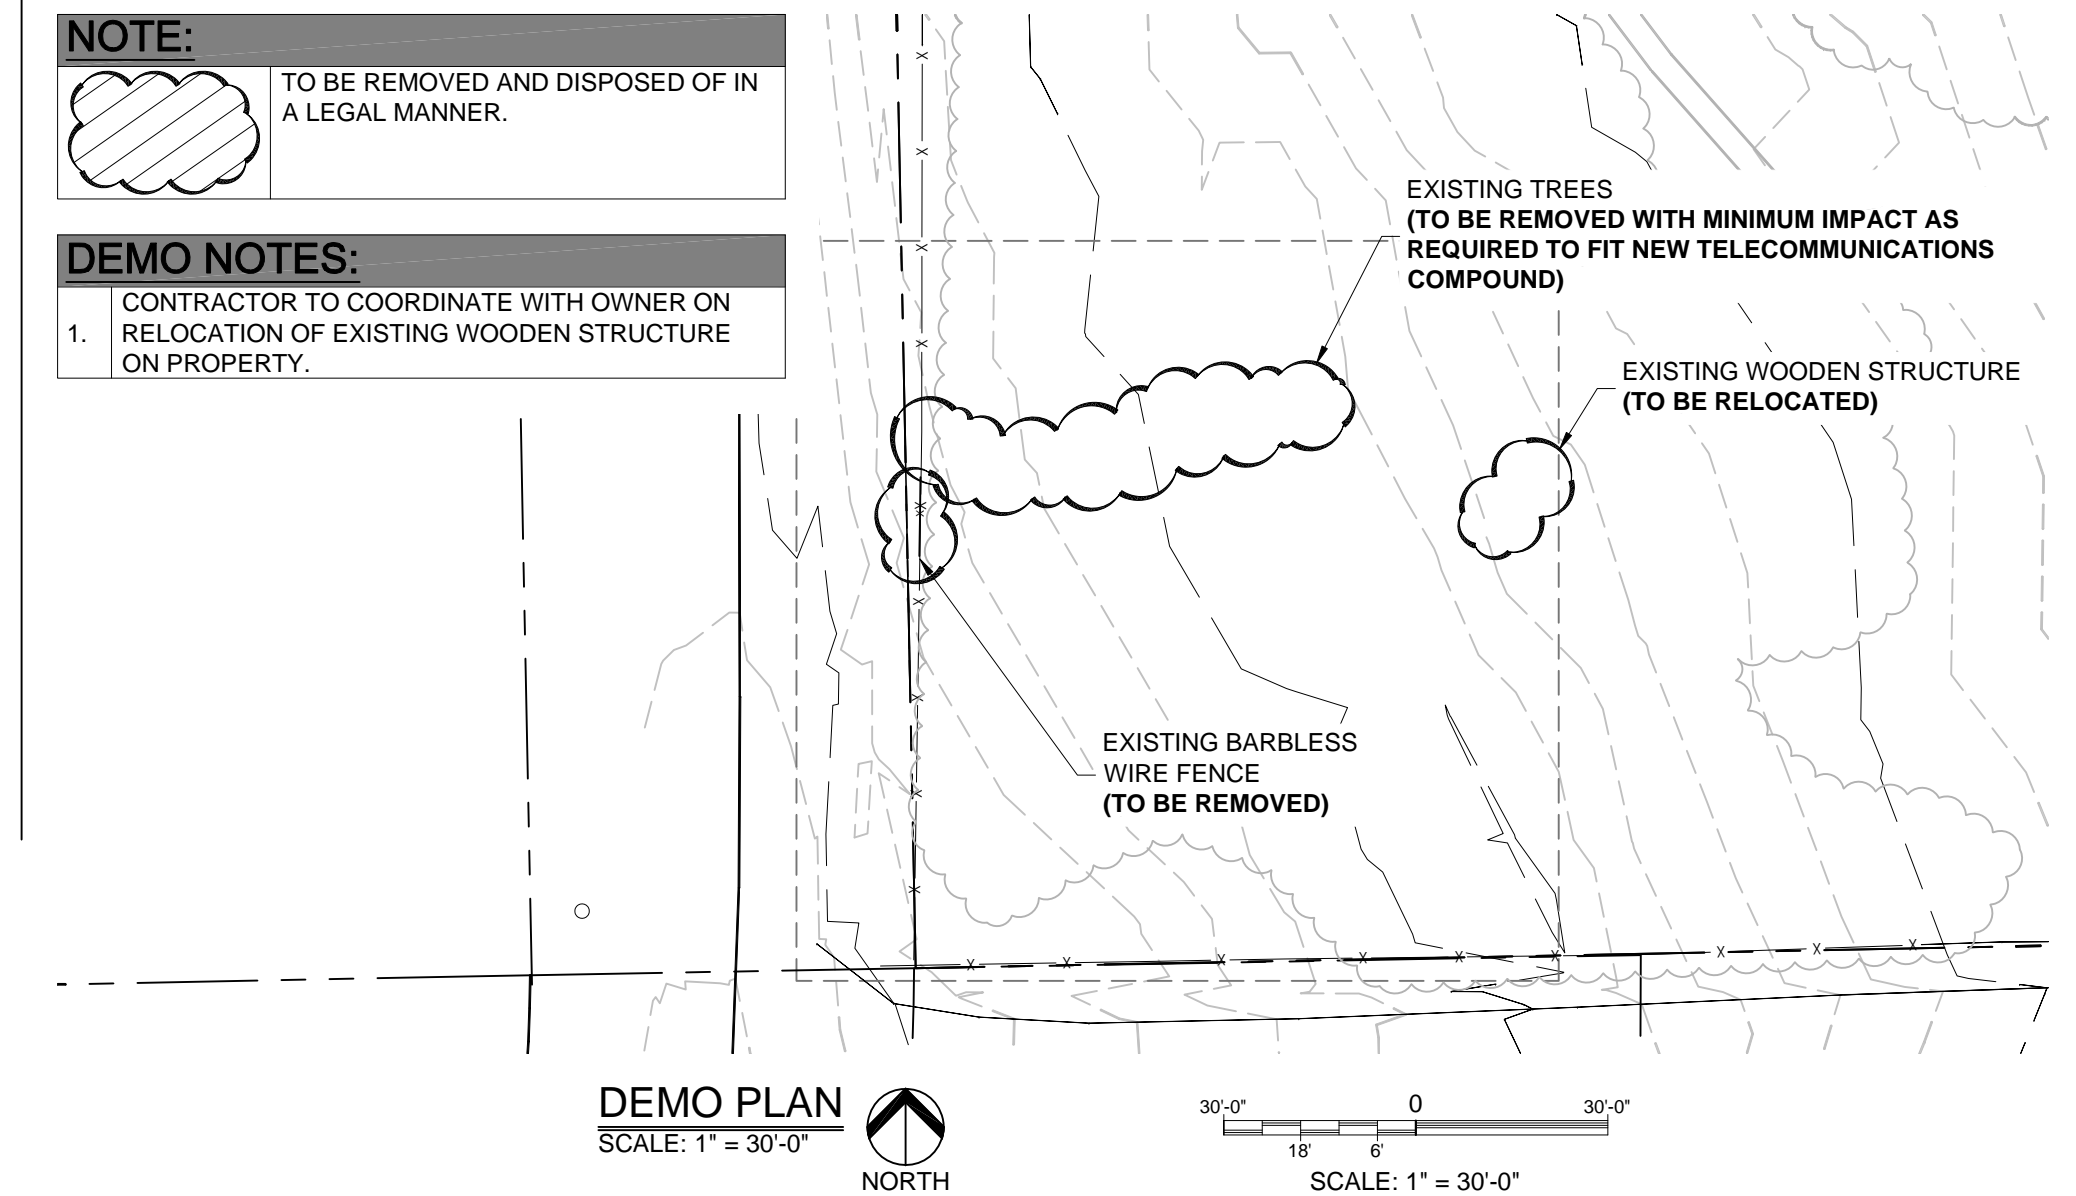 NOTE:
TO BE REMOVED AND DISPOSED OF IN
A LEGAL MANNER.
DEMO NOTES:
1.
CONTRACTOR TO COORDINATE WITH OWNER ON
RELOCATION OF EXISTING WOODEN STRUCTURE
ON PROPERTY.
EXISTING TREES
(TO BE REMOVED WITH MINIMUM IMPACT AS
REQUIRED TO FIT NEW TELECOMMUNICATIONS
COMPOUND)
EXISTING WOODEN STRUCTURE
(TO BE RELOCATED)
EXISTING BARBLESS
WIRE FENCE
(TO BE REMOVED)
DEMO PLAN
SCALE: 1" = 30'-0"
NORTH
30'-0" 0 30'-0"
18' 6'
SCALE: 1" = 30'-0"